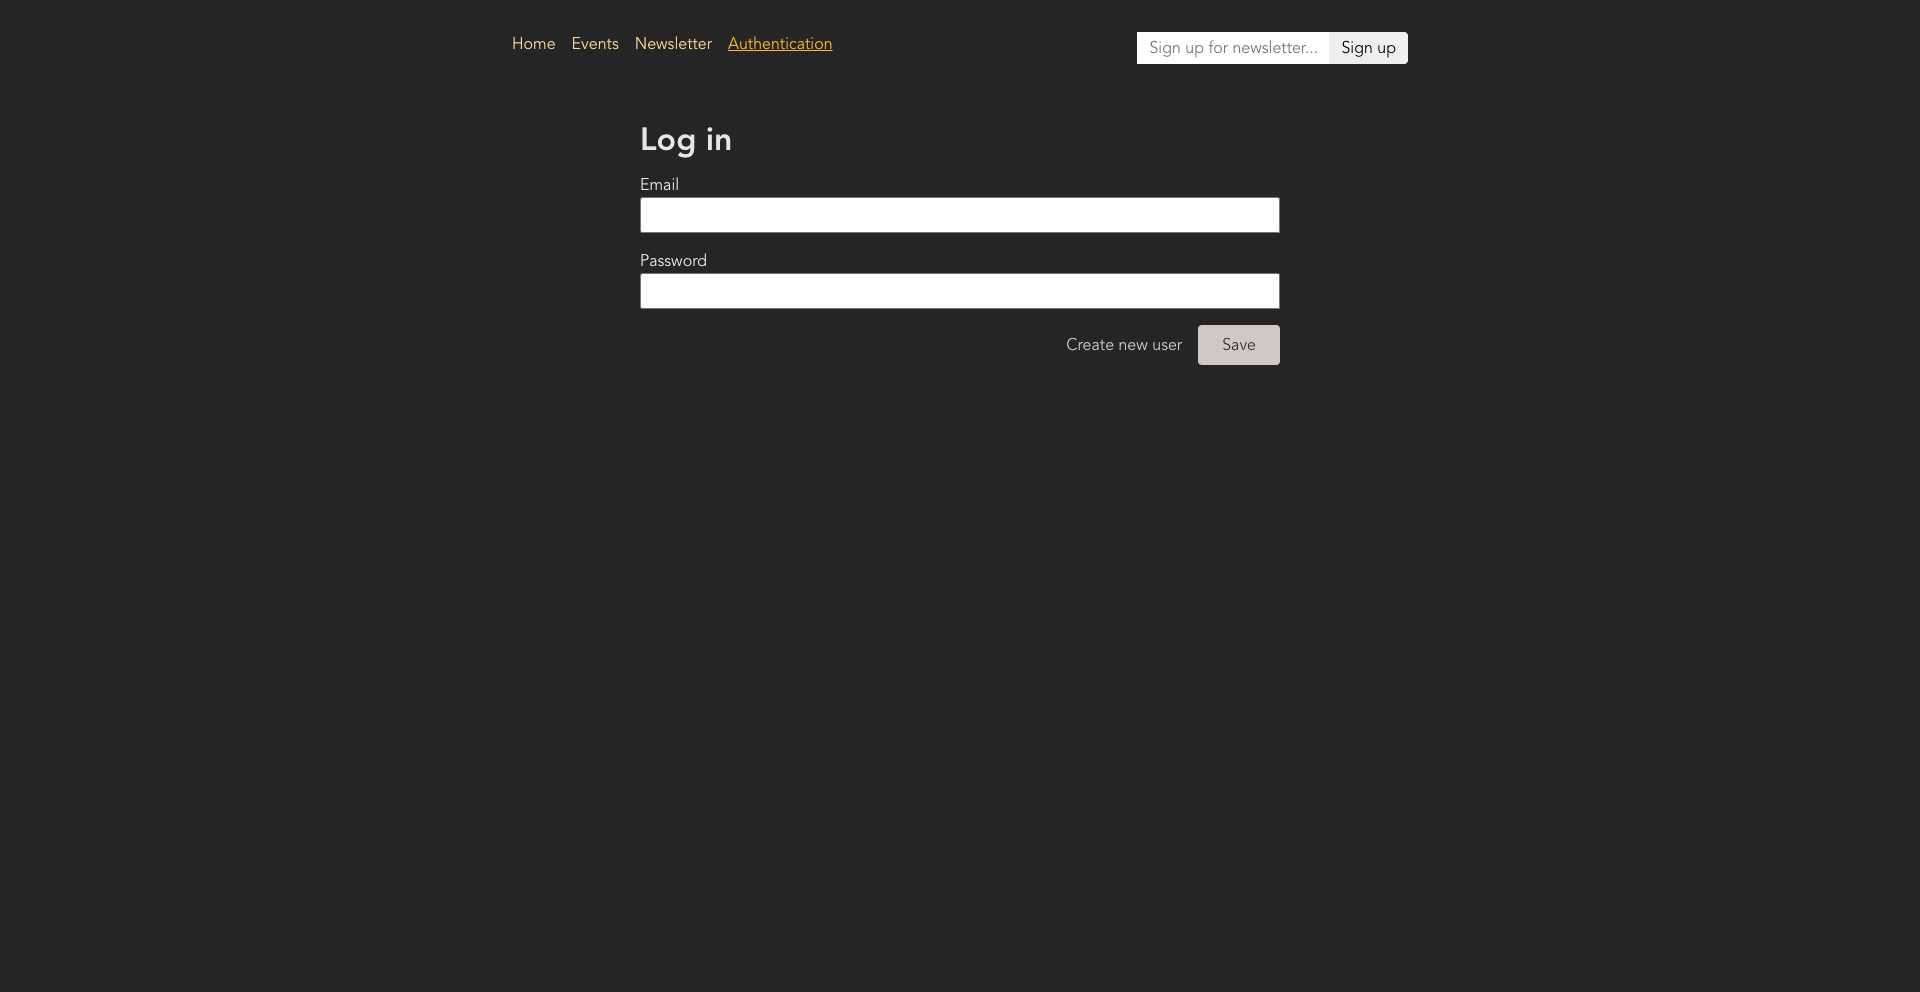 Home Events Newsletter Authentication
Sign up for newsletter... Sign up
Log in
Email
Password
Create new user Save